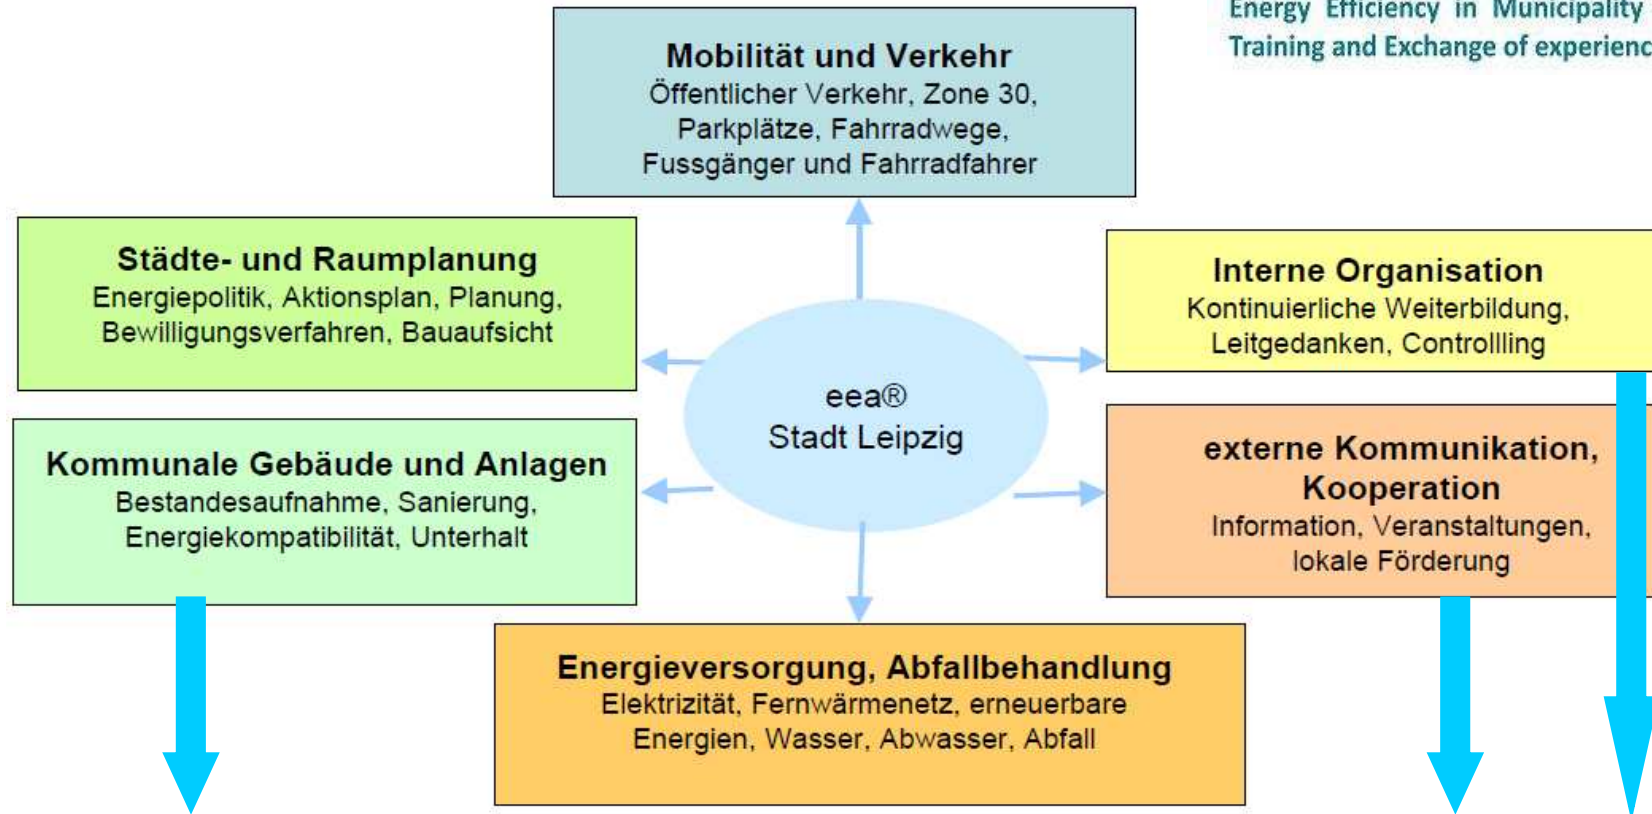 Energy Efficiency in Municipality
Training and Exchange of experienc
Mobilität und Verkehr
Öffentlicher Verkehr, Zone 30,
Parkplätze, Fahrradwege,
Fussgänger und Fahrradfahrer
Städte- und Raumplanung
Energiepolitik, Aktionsplan, Planung,
Bewilligungsverfahren, Bauaufsicht
Interne Organisation
Kontinuierliche Weiterbildung,
Leitgedanken, Controllling
eea®
Stadt Leipzig
Kommunale Gebäude und Anlagen
Bestandesaufnahme, Sanierung,
Energiekompatibilität, Unterhalt
externe Kommunikation,
Kooperation
Information, Veranstaltungen,
lokale Förderung
Energieversorgung, Abfallbehandlung
Elektrizität, Fernwärmenetz, erneuerbare
Energien, Wasser, Abwasser, Abfall